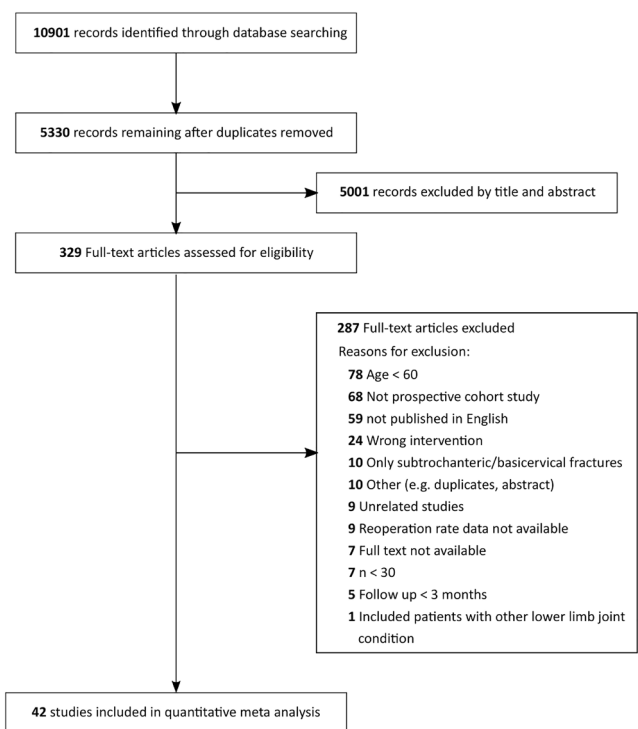 10901 records identified through database searching
5330 records remaining after duplicates removed
5001 records excluded by title and abstract
329 Full-text articles assessed for eligibility
287 Full-text articles excluded
Reasons for exclusion:
78 Age < 60
68 Not prospective cohort study
59 not published in English
24 Wrong intervention
10 Only subtrochanteric/basicervical fractures
10 Other (e.g. duplicates, abstract)
9 Unrelated studies
9 Reoperation rate data not available
7 Full text not available
7 n < 30
5 Follow up < 3 months
1 Included patients with other lower limb joint
condition
42 studies included in quantitative meta analysis